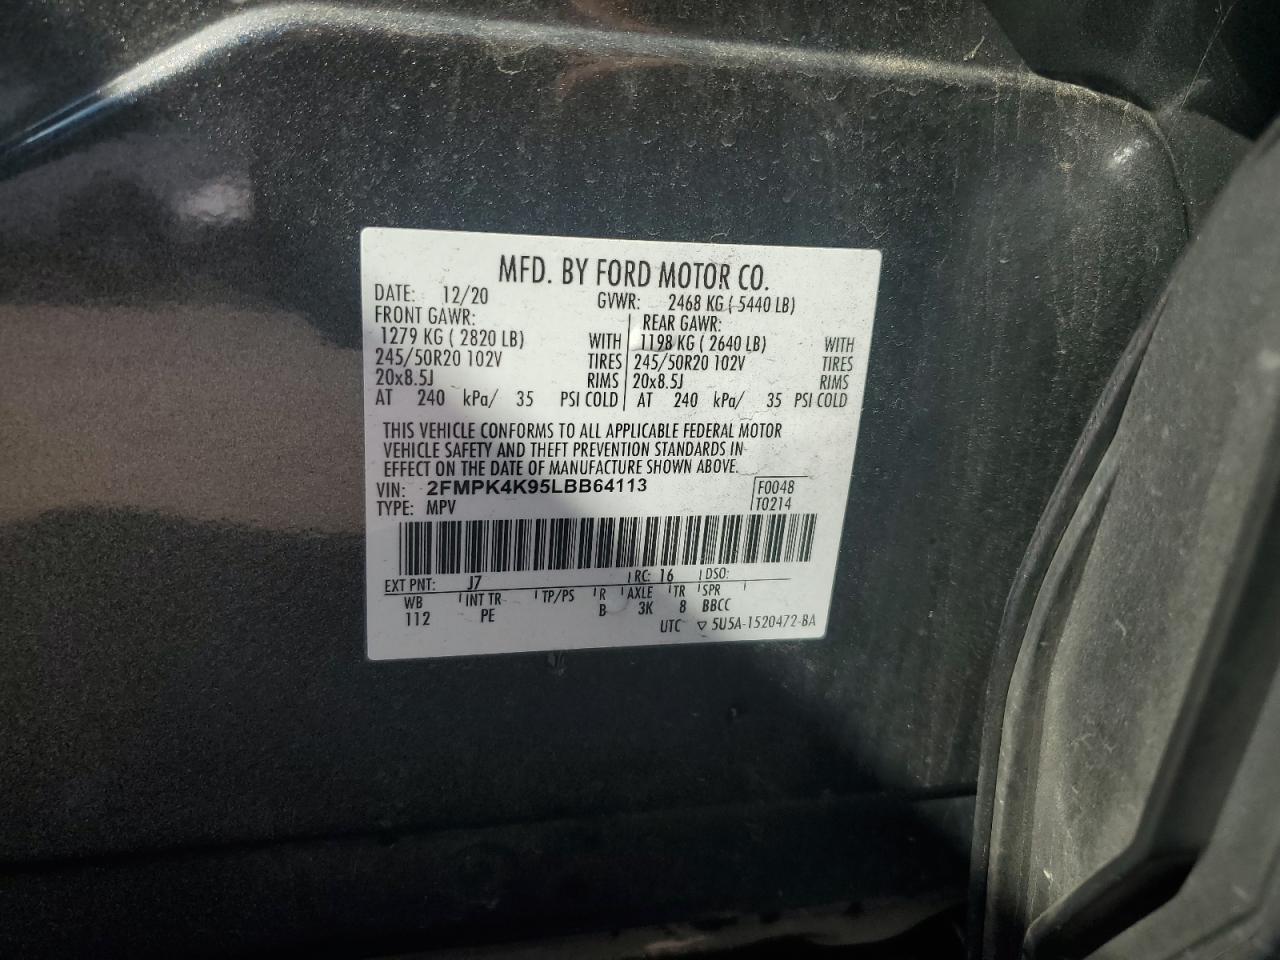 MFD. BY FORD MOTOR CO.
DATE: 12/20 GVWR: 2468 KG ( 5440 LB)
FRONT GAWR: REAR GAWR:
1279 KG ( 2820 LB) WITH 1198 KG ( 2640 LB) WITH
245/50R20 102V TIRES 245/50R20 102V TIRES
20x8.5J RIMS 20x8.5J RIMS
AT 240 kPa/ 35 PSI COLD AT 240 kPa/ 35 PSI COLD
THIS VEHICLE CONFORMS TO ALL APPLICABLE FEDERAL MOTOR
VEHICLE SAFETY AND THEFT PREVENTION STANDARDS IN
EFFECT ON THE DATE OF MANUFACTURE SHOWN ABOVE.
VIN: 2FMPK4K95LBB64113 F0048
TYPE: MPV T0214
EXT PNT: J7 RC: 16 DSO:
WB INT TR TP/PS R AXLE TR SPR
112 PE B 3K 8 BBCC
UTC ▽ 5U5A-1520472-BA